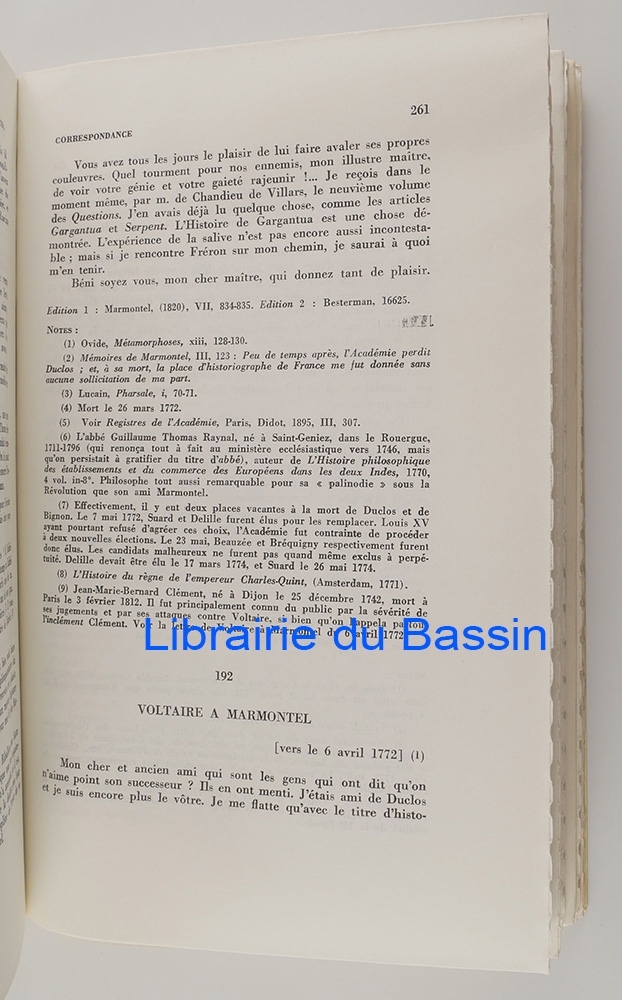 261
CORRESPONDANCE
Vous avez tous les jours le plaisir de lui faire avaler ses propres
couleuvres. Quel tourment pour nos ennemis, mon illustre maître,
de voir votre génie et votre gaieté rajeunir !... Je reçois dans le
moment même, par m. de Chandieu de Villars, le neuvième volume
des Questions. J'en avais déjà lu quelque chose, comme les articles
Gargantua et Serpent. L'Histoire de Gargantua est une chose dé-
montrée. L'expérience de la salive n'est pas encore aussi incontesta-
ble ; mais si je rencontre Fréron sur mon chemin, je saurai à quoi
m'en tenir.
Béni soyez vous, mon cher maître, qui donnez tant de plaisir.
Edition 1 : Marmontel, (1820), VII, 834-835. Edition 2 : Besterman, 16625.
NOTES :
(1) Ovide, Métamorphoses, xiii, 128-130.
(2) Mémoires de Marmontel, III, 123 : Peu de temps après, l'Académie perdit
Duclos ; et, à sa mort, la place d'historiographe de France me fut donnée sans
aucune sollicitation de ma part.
(3) Lucain, Pharsale, i, 70-71.
(4) Mort le 26 mars 1772.
(5) Voir Registres de l'Académie, Paris, Didot, 1895, III, 307.
(6) L'abbé Guillaume Thomas Raynal, né à Saint-Geniez, dans le Rouergue,
1711-1796 (qui renonça tout à fait au ministère ecclésiastique vers 1746, mais
qu'on persistait à gratifier du titre d'abbé), auteur de L'Histoire philosophique
des établissements et du commerce des Européens dans les deux Indes, 1770,
4 vol. in-8°. Philosophe tout aussi remarquable pour sa « palinodie » sous la
Révolution que son ami Marmontel.
(7) Effectivement, il y eut deux places vacantes à la mort de Duclos et de
Bignon. Le 7 mai 1772, Suard et Delille furent élus pour les remplacer. Louis XV
ayant pourtant refusé d'agréer ces choix, l'Académie fut contrainte de procéder
à deux nouvelles élections. Le 23 mai, Beauzée et Bréquigny respectivement furent
donc élus. Les candidats malheureux ne furent pas quand même exclus à perpé-
tuité. Delille devait être élu le 17 mars 1774, et Suard le 26 mai 1774.
(8) L'Histoire du règne de l'empereur Charles-Quint, (Amsterdam, 1771).
(9) Jean-Marie-Bernard Clément, né à Dijon le 25 décembre 1742, mort à
Paris le 3 février 1812. Il fut principalement connu du public par la sévérité de
ses jugements et par ses attaques contre Voltaire, si bien qu'on l'appela partout
l'inclément Clément. Voir la lettre de Voltaire à Marmontel du 6 avril 1772
Librairie du Bassin
192
VOLTAIRE A MARMONTEL
[vers le 6 avril 1772] (1)
Mon cher et ancien ami qui sont les gens qui ont dit qu'on
n'aime point son successeur ? Ils en ont menti. J'étais ami de Duclos
et je suis encore plus le vôtre. Je me flatte qu'avec le titre d'histo-